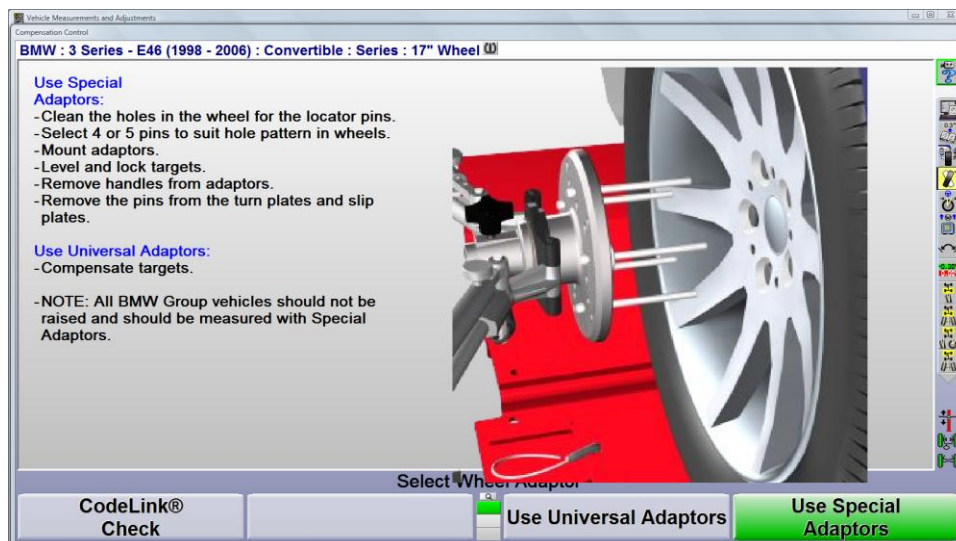 Vehicle Measurements and Adjustments
Compensation Control
BMW : 3 Series - E46 (1998 - 2006) : Convertible : Series : 17" Wheel
Use Special
Adaptors:
-Clean the holes in the wheel for the locator pins.
-Select 4 or 5 pins to suit hole pattern in wheels.
-Mount adaptors.
-Level and lock targets.
-Remove handles from adaptors.
-Remove the pins from the turn plates and slip
plates.
Use Universal Adaptors:
-Compensate targets.
-NOTE: All BMW Group vehicles should not be
raised and should be measured with Special
Adaptors.
Select Wheel Adaptor
CodeLink®
Check
Use Universal Adaptors
Use Special
Adaptors